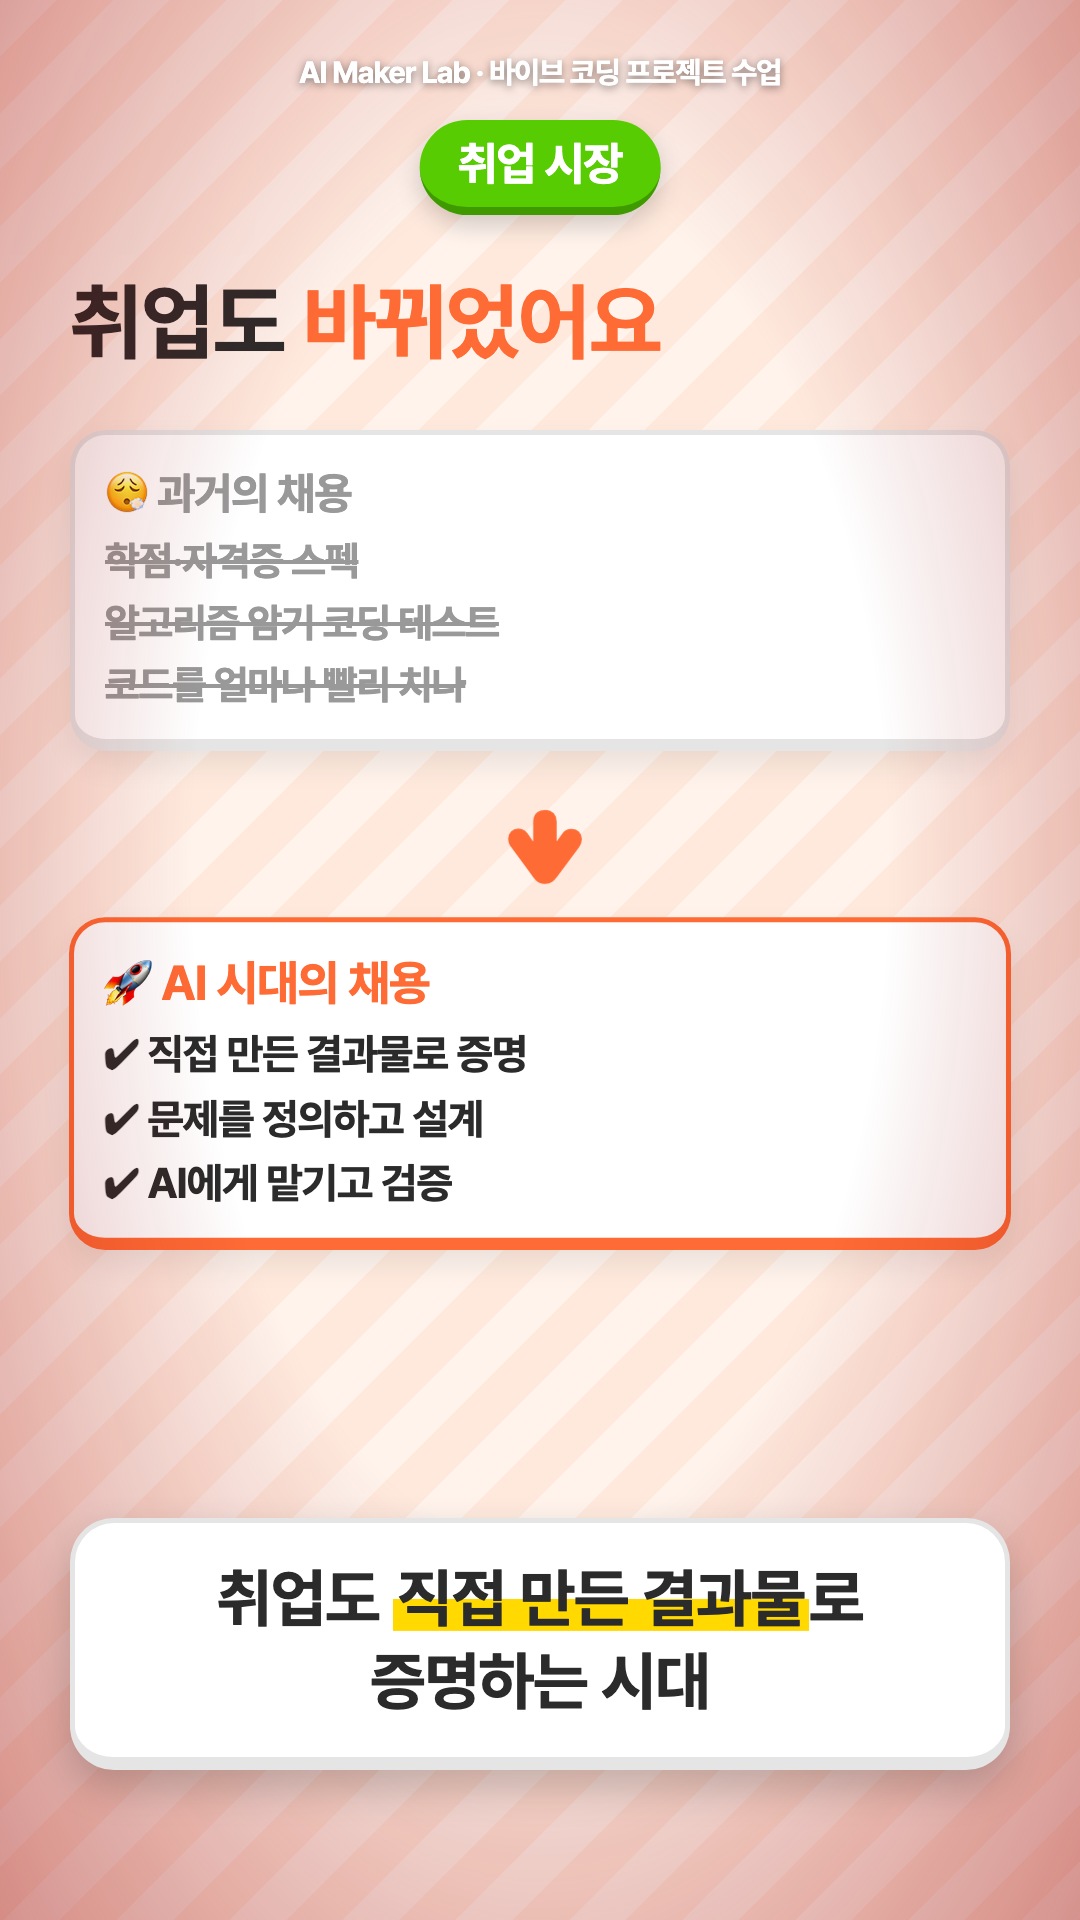 AI Maker Lab · 바이브 코딩 프로젝트 수업
취업 시장
취업도 바뀌었어요
과거의 채용
학점·자격증 스펙
알고리즘 암기 코딩 테스트
코드를 얼마나 빨리 치나
AI 시대의 채용
✔ 직접 만든 결과물로 증명
✔ 문제를 정의하고 설계
✔ AI에게 맡기고 검증
취업도 직접 만든 결과물로
증명하는 시대